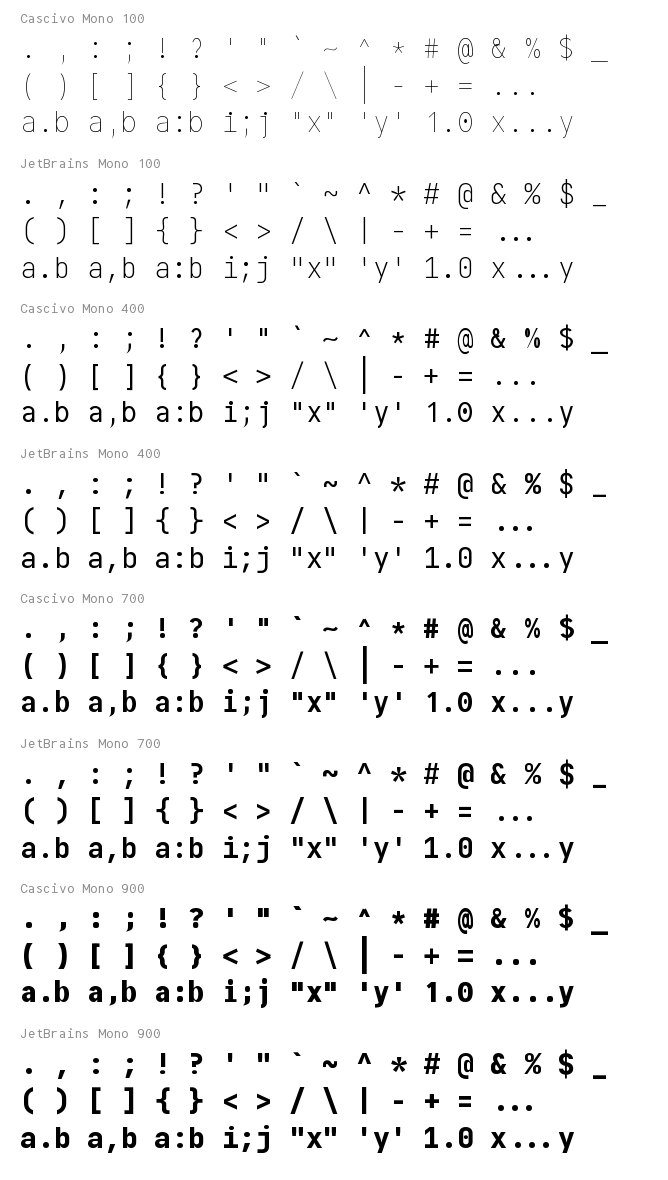 Cascivo Mono 100
. , : ; ! ? ' " ` ~ ^ * # @ & % $ _
( ) [ ] { } < > / \ | - + = ...
a.b a,b a:b i;j "x" 'y' 1.0 x...y
JetBrains Mono 100
. , : ; ! ? ' " ` ~ ^ * # @ & % $ _
( ) [ ] { } < > / \ | - + = ...
a.b a,b a:b i;j "x" 'y' 1.0 x...y
Cascivo Mono 400
. , : ; ! ? ' " ` ~ ^ * # @ & % $ _
( ) [ ] { } < > / \ | - + = ...
a.b a,b a:b i;j "x" 'y' 1.0 x...y
JetBrains Mono 400
. , : ; ! ? ' " ` ~ ^ * # @ & % $ _
( ) [ ] { } < > / \ | - + = ...
a.b a,b a:b i;j "x" 'y' 1.0 x...y
Cascivo Mono 700
. , : ; ! ? ' " ` ~ ^ * # @ & % $ _
( ) [ ] { } < > / \ | - + = ...
a.b a,b a:b i;j "x" 'y' 1.0 x...y
JetBrains Mono 700
. , : ; ! ? ' " ` ~ ^ * # @ & % $ _
( ) [ ] { } < > / \ | - + = ...
a.b a,b a:b i;j "x" 'y' 1.0 x...y
Cascivo Mono 900
. , : ; ! ? ' " ` ~ ^ * # @ & % $ _
( ) [ ] { } < > / \ | - + = ...
a.b a,b a:b i;j "x" 'y' 1.0 x...y
JetBrains Mono 900
. , : ; ! ? ' " ` ~ ^ * # @ & % $ _
( ) [ ] { } < > / \ | - + = ...
a.b a,b a:b i;j "x" 'y' 1.0 x...y